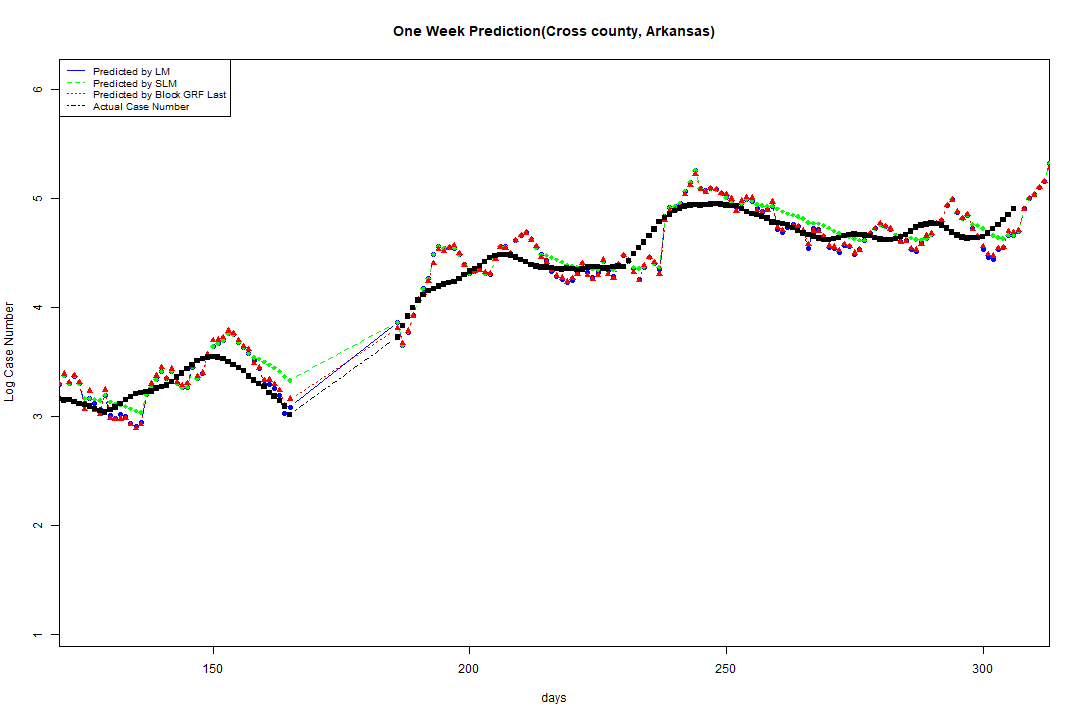 One Week Prediction(Cross county, Arkansas)
Predicted by LM
Predicted by SLM
Predicted by Block GRF Last
Actual Case Number
Log Case Number
6
5
4
3
2
1
150
200
250
300
days